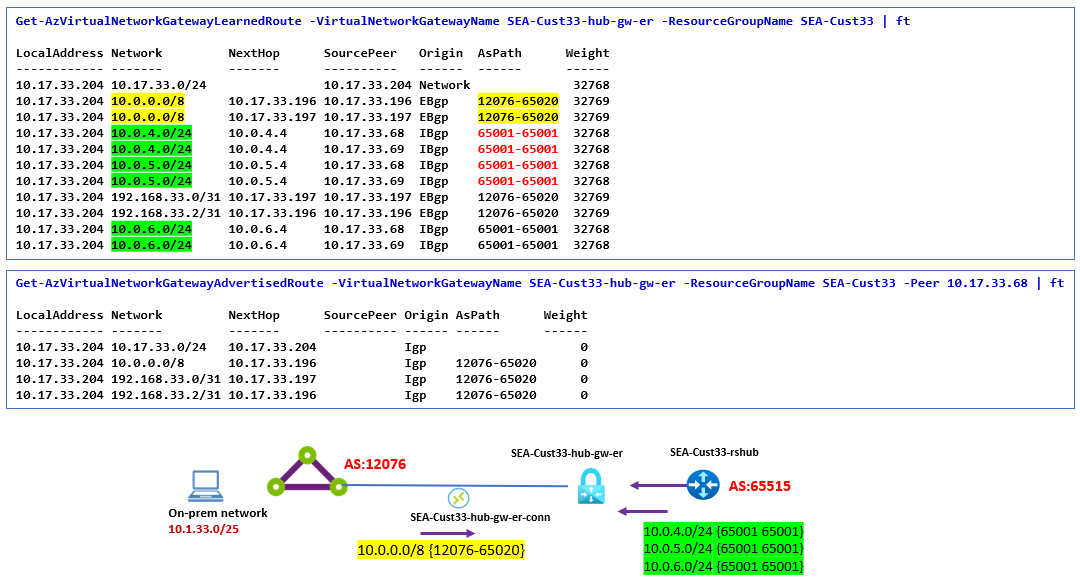 Get-AzVirtualNetworkGatewayLearnedRoute -VirtualNetworkGatewayName SEA-Cust33-hub-gw-er -ResourceGroupName SEA-Cust33 | ft
LocalAddress Network NextHop SourcePeer Origin AsPath Weight
------------ ------- ------- ---------- ------ ------ ------
10.17.33.204 10.17.33.0/24 10.17.33.204 Network 32768
10.17.33.204 10.0.0.0/8 10.17.33.196 10.17.33.196 EBgp 12076-65020 32769
10.17.33.204 10.0.0.0/8 10.17.33.197 10.17.33.197 EBgp 12076-65020 32769
10.17.33.204 10.0.4.0/24 10.0.4.4 10.17.33.68 IBgp 65001-65001 32768
10.17.33.204 10.0.4.0/24 10.0.4.4 10.17.33.69 IBgp 65001-65001 32768
10.17.33.204 10.0.5.0/24 10.0.5.4 10.17.33.68 IBgp 65001-65001 32768
10.17.33.204 10.0.5.0/24 10.0.5.4 10.17.33.69 IBgp 65001-65001 32768
10.17.33.204 192.168.33.0/31 10.17.33.197 10.17.33.197 EBgp 12076-65020 32769
10.17.33.204 192.168.33.2/31 10.17.33.196 10.17.33.196 EBgp 12076-65020 32769
10.17.33.204 10.0.6.0/24 10.0.6.4 10.17.33.68 IBgp 65001-65001 32768
10.17.33.204 10.0.6.0/24 10.0.6.4 10.17.33.69 IBgp 65001-65001 32768
Get-AzVirtualNetworkGatewayAdvertisedRoute -VirtualNetworkGatewayName SEA-Cust33-hub-gw-er -ResourceGroupName SEA-Cust33 -Peer 10.17.33.68 | ft
LocalAddress Network NextHop SourcePeer Origin AsPath Weight
------------ ------- ------- ---------- ------ ------ ------
10.17.33.204 10.17.33.0/24 10.17.33.204 Igp 0
10.17.33.204 10.0.0.0/8 10.17.33.196 Igp 12076-65020 0
10.17.33.204 192.168.33.0/31 10.17.33.197 Igp 12076-65020 0
10.17.33.204 192.168.33.2/31 10.17.33.196 Igp 12076-65020 0
SEA-Cust33-hub-gw-er
SEA-Cust33-rshub
AS:12076
AS:65515
On-prem network
10.1.33.0/25
SEA-Cust33-hub-gw-er-conn
10.0.0.0/8 {12076-65020}
10.0.4.0/24 {65001 65001}
10.0.5.0/24 {65001 65001}
10.0.6.0/24 {65001 65001}